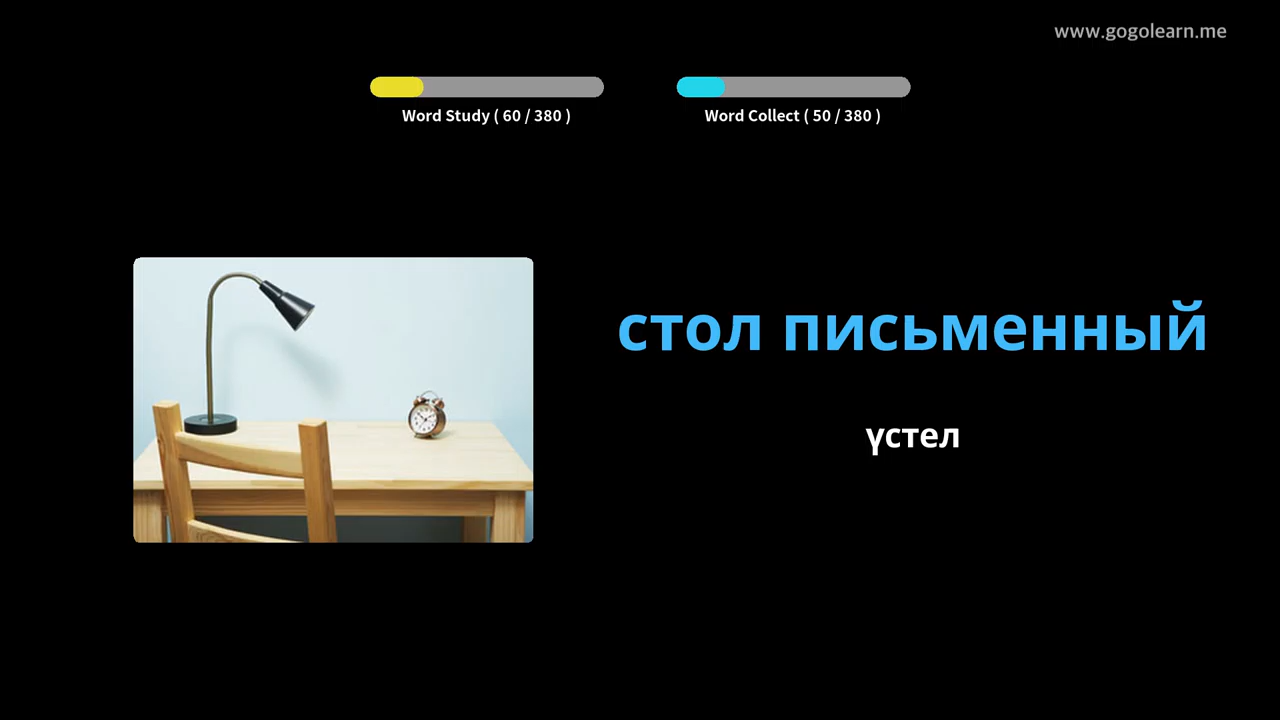 www.gogolearn.me
Word Study ( 60 / 380 )
Word Collect ( 50 / 380 )
стол письменный
үстел